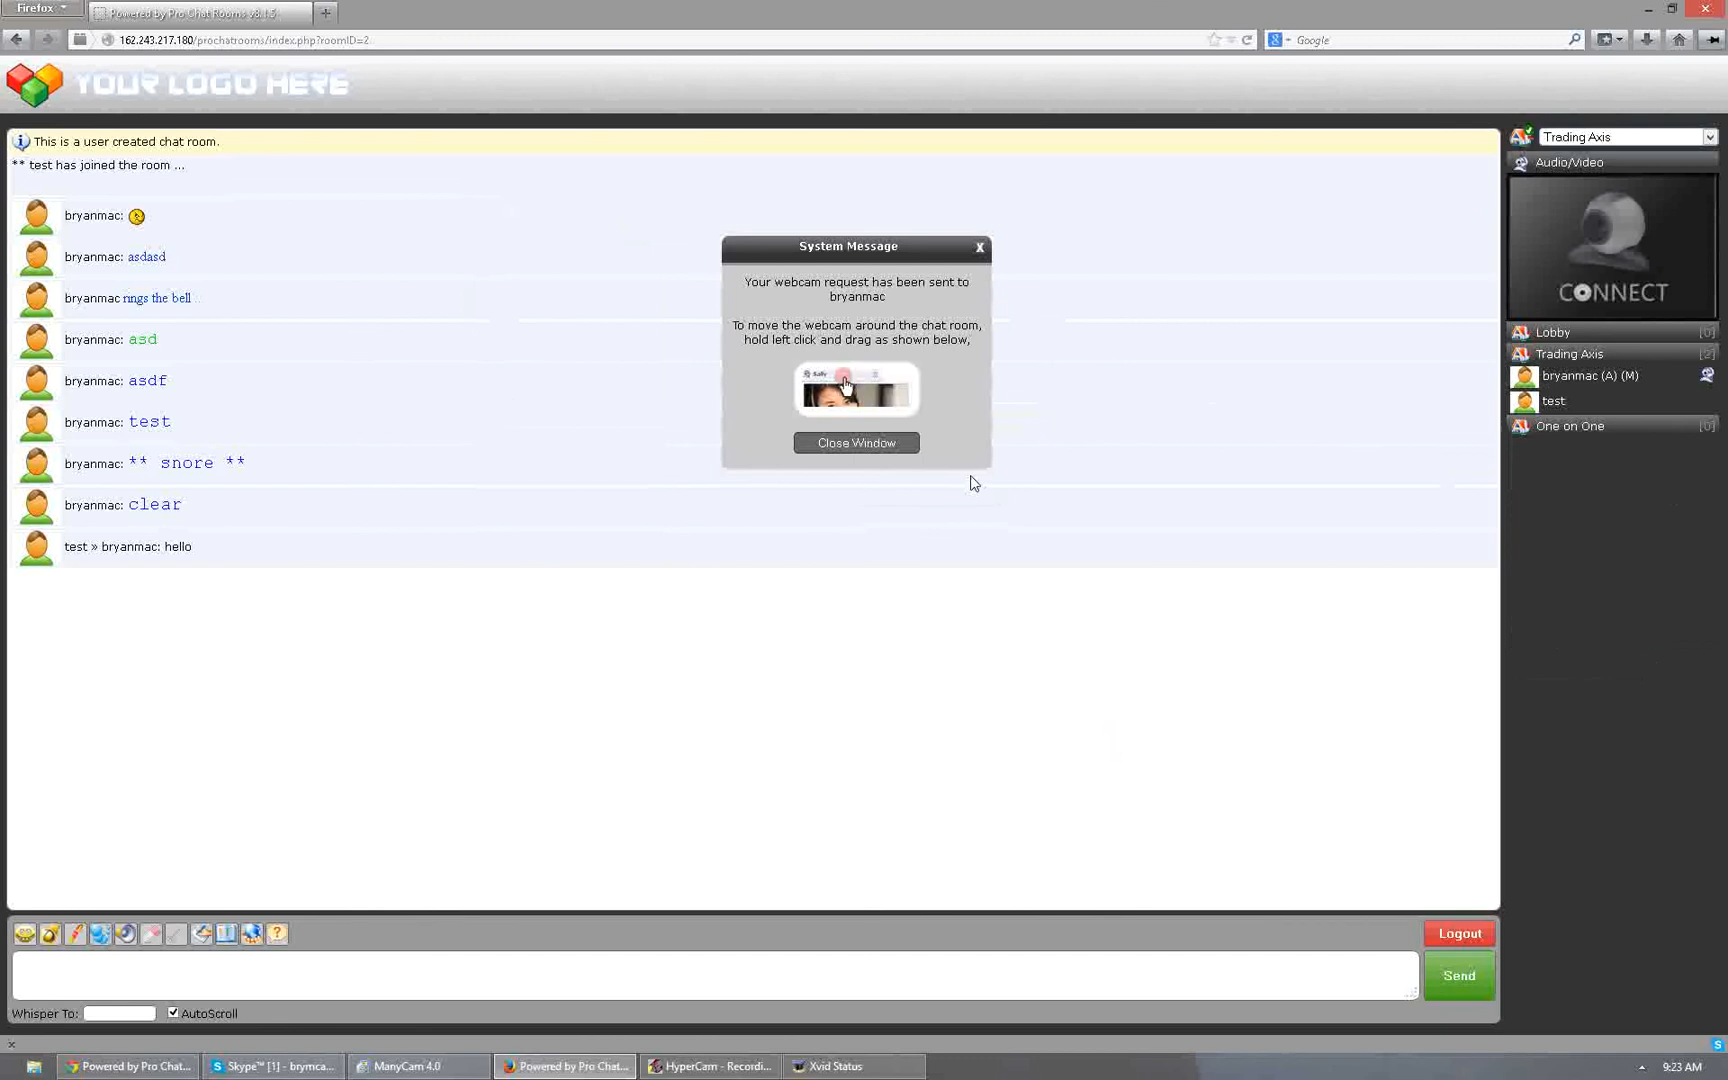 Firefox
Powered by Pro Chat Rooms v8.1.5
162.243.217.180/prochatrooms/index.php?roomID=2
Google
YOUR LOGO HERE
This is a user created chat room.
** test has joined the room ...
bryanmac:
bryanmac: asdasd
bryanmac rings the bell
bryanmac: asd
bryanmac: asdf
bryanmac: test
bryanmac: ** snore **
bryanmac: clear
test » bryanmac: hello
System Message
X
Your webcam request has been sent to
bryanmac
To move the webcam around the chat room,
hold left click and drag as shown below,
Sally
Close Window
Trading Axis
Audio/Video
CONNECT
Lobby [0]
Trading Axis [2]
bryanmac (A) (M)
test
One on One [0]
Logout
Send
Whisper To:
AutoScroll
Powered by Pro Chat...
Skype™ [1] - brymca...
ManyCam 4.0
Powered by Pro Chat...
HyperCam - Recordi...
Xvid Status
9:23 AM